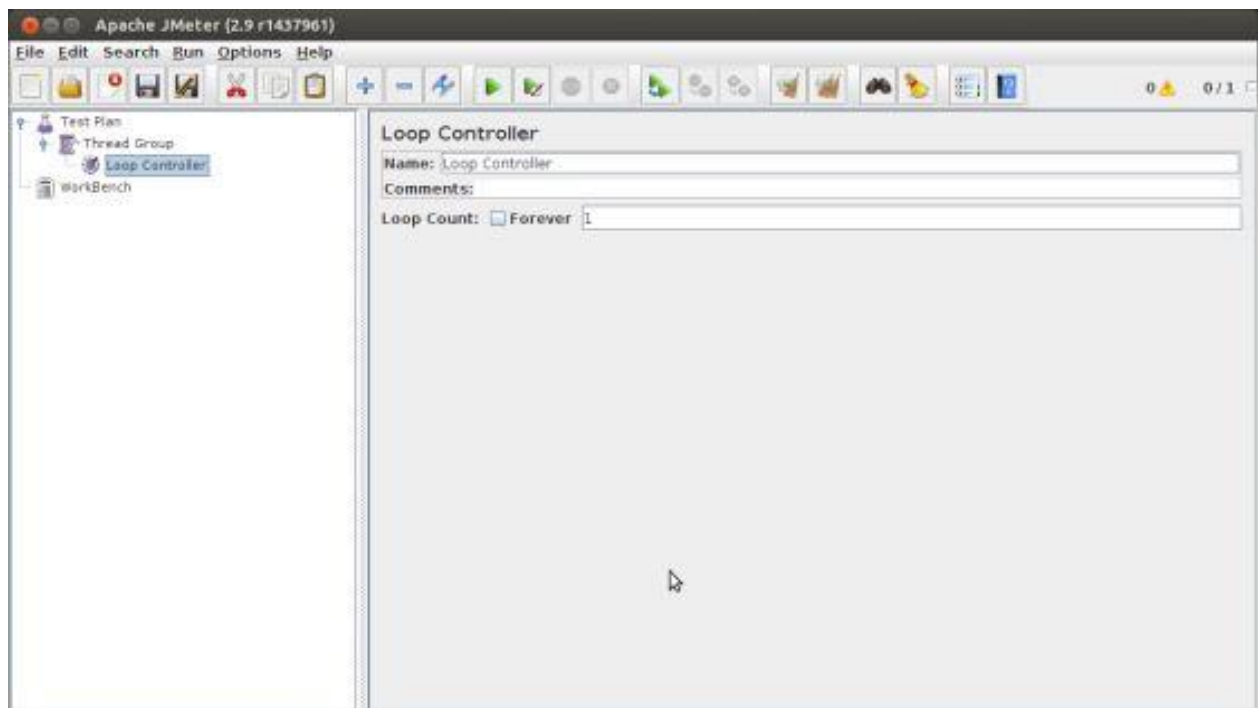 Apache JMeter (2.9 r1437961)
File Edit Search Run Options Help
0 0/1
Test Plan
Thread Group
Loop Controller
WorkBench
Loop Controller
Name: Loop Controller
Comments:
Loop Count: Forever 1